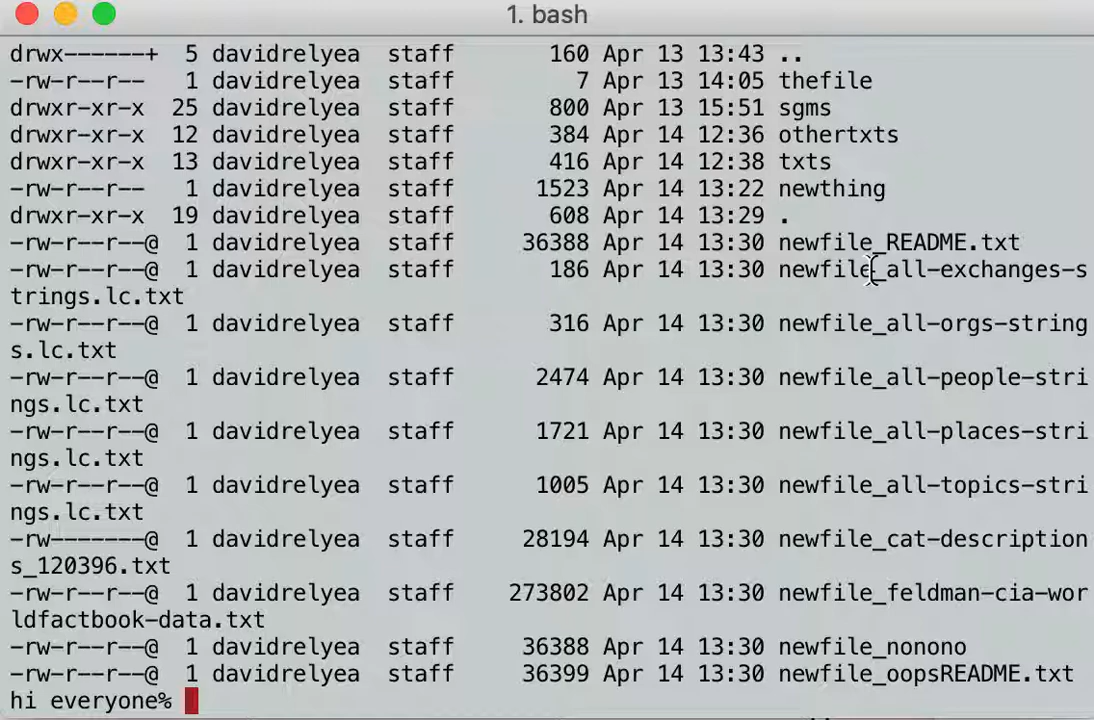 1. bash
drwx------+ 5 davidrelyea staff 160 Apr 13 13:43 ..
-rw-r--r-- 1 davidrelyea staff 7 Apr 13 14:05 thefile
drwxr-xr-x 25 davidrelyea staff 800 Apr 13 15:51 sgms
drwxr-xr-x 12 davidrelyea staff 384 Apr 14 12:36 othertxts
drwxr-xr-x 13 davidrelyea staff 416 Apr 14 12:38 txts
-rw-r--r-- 1 davidrelyea staff 1523 Apr 14 13:22 newthing
drwxr-xr-x 19 davidrelyea staff 608 Apr 14 13:29 .
-rw-r--r--@ 1 davidrelyea staff 36388 Apr 14 13:30 newfile_README.txt
-rw-r--r--@ 1 davidrelyea staff 186 Apr 14 13:30 newfile_all-exchanges-s
trings.lc.txt
-rw-r--r--@ 1 davidrelyea staff 316 Apr 14 13:30 newfile_all-orgs-string
s.lc.txt
-rw-r--r--@ 1 davidrelyea staff 2474 Apr 14 13:30 newfile_all-people-stri
ngs.lc.txt
-rw-r--r--@ 1 davidrelyea staff 1721 Apr 14 13:30 newfile_all-places-stri
ngs.lc.txt
-rw-r--r--@ 1 davidrelyea staff 1005 Apr 14 13:30 newfile_all-topics-stri
ngs.lc.txt
-rw-------@ 1 davidrelyea staff 28194 Apr 14 13:30 newfile_cat-description
s_120396.txt
-rw-r--r--@ 1 davidrelyea staff 273802 Apr 14 13:30 newfile_feldman-cia-wor
ldfactbook-data.txt
-rw-r--r--@ 1 davidrelyea staff 36388 Apr 14 13:30 newfile_nonono
-rw-r--r--@ 1 davidrelyea staff 36399 Apr 14 13:30 newfile_oopsREADME.txt
hi everyone%